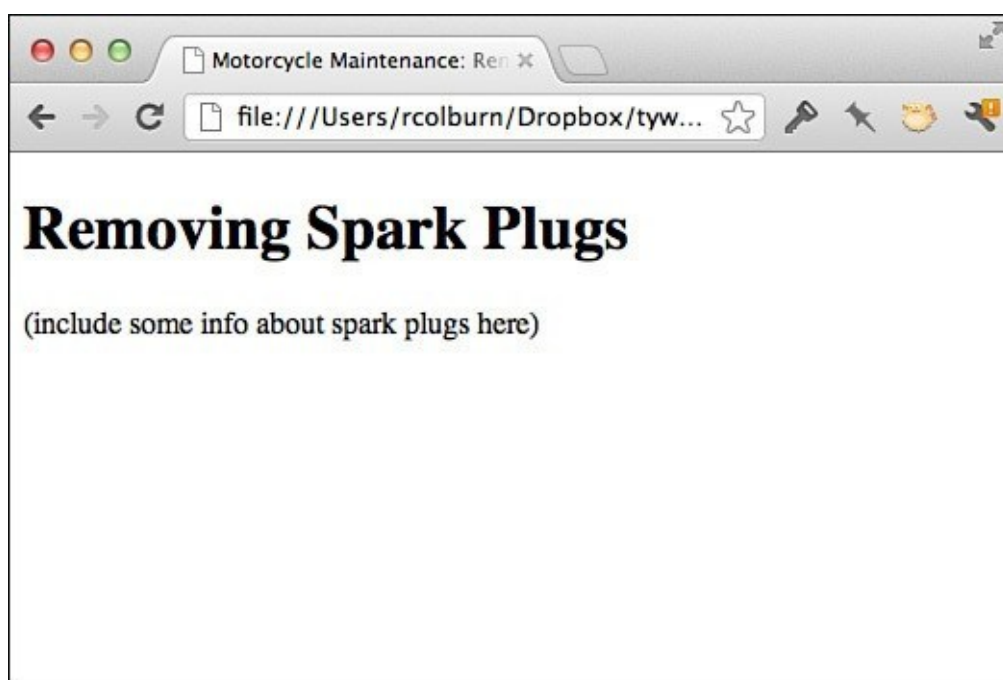 Motorcycle Maintenance: Ren
file:///Users/rcolburn/Dropbox/tyw...
Removing Spark Plugs
(include some info about spark plugs here)